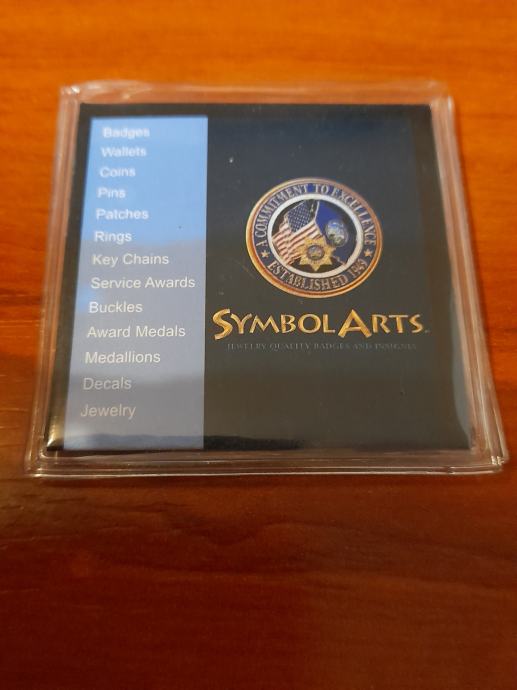 Badges
Wallets
Coins
Pins
Patches
Rings
Key Chains
Service Awards
Buckles
Award Medals
Medallions
Decals
Jewelry
A COMMITMENT TO EXCELLENCE
ESTABLISHED 1849
SYMBOLARTS
JEWELRY QUALITY BADGES AND INSIGNIA